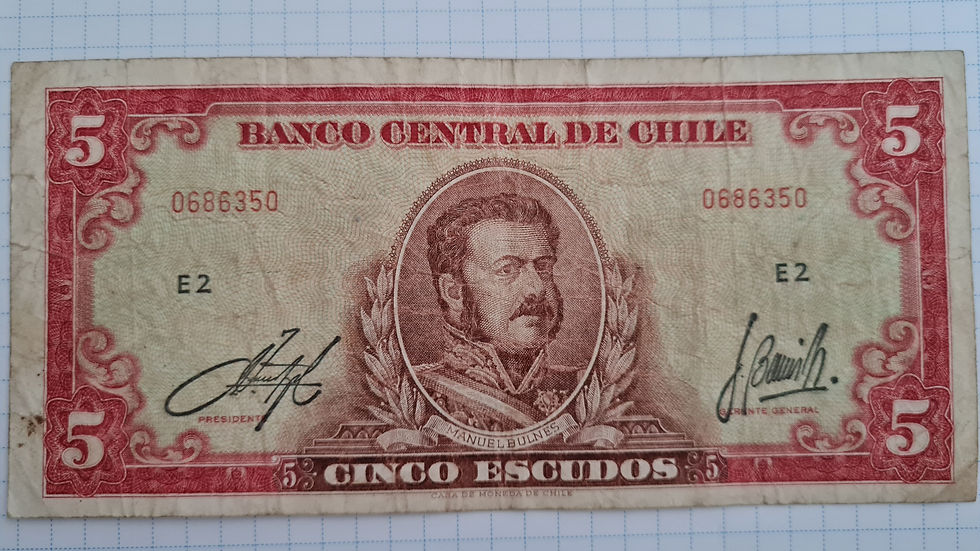 5 5
BANCO CENTRAL DE CHILE
0686350 0686350
E2 E2
PRESIDENTE GERENTE GENERAL
MANUEL BULNES
5 5 CINCO ESCUDOS 5 5
CASA DE MONEDA DE CHILE